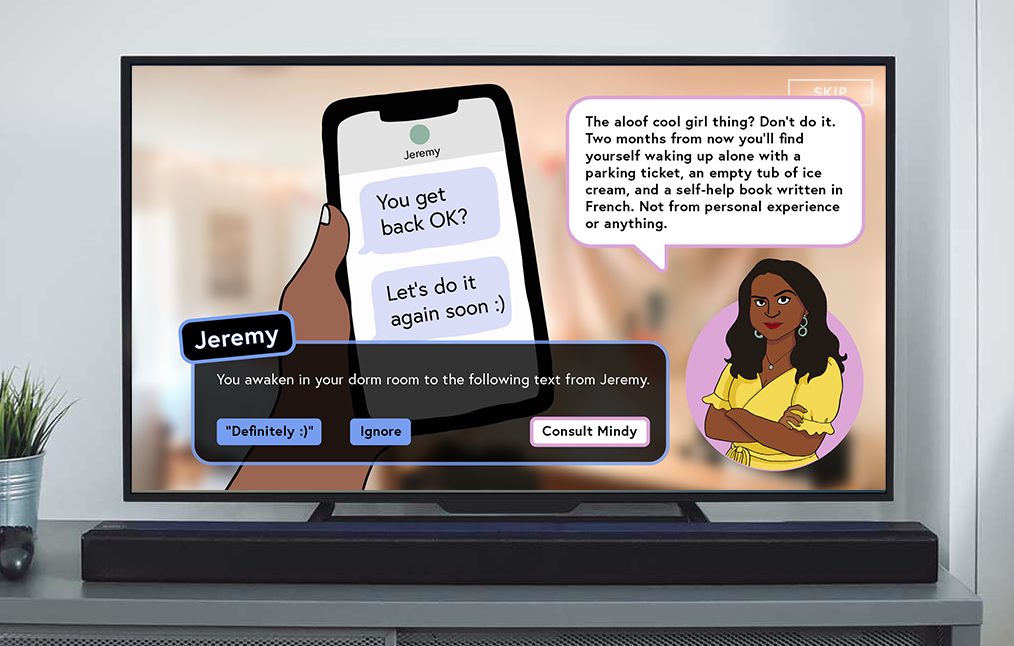 SKIP
The aloof cool girl thing? Don't do it.
Two months from now you'll find
yourself waking up alone with a
parking ticket, an empty tub of ice
cream, and a self-help book written in
French. Not from personal experience
or anything.
Jeremy
You get
back OK?
Let's do it
again soon :)
Jeremy
You awaken in your dorm room to the following text from Jeremy.
"Definitely :)"
Ignore
Consult Mindy